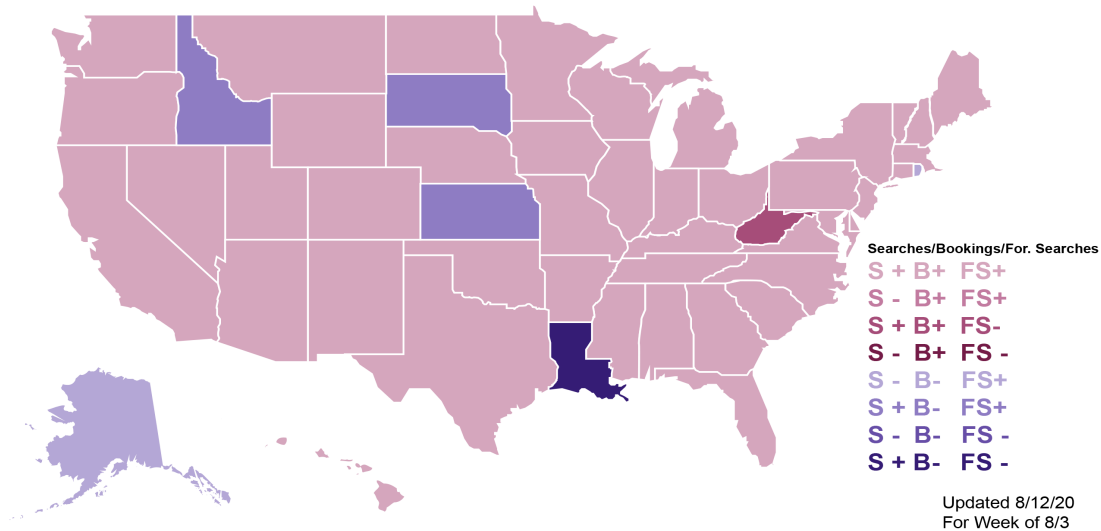 Searches/Bookings/For. Searches
S + B+ FS+
S - B+ FS+
S + B+ FS-
S - B+ FS -
S - B- FS+
S + B- FS+
S - B- FS -
S + B- FS -
Updated 8/12/20
For Week of 8/3